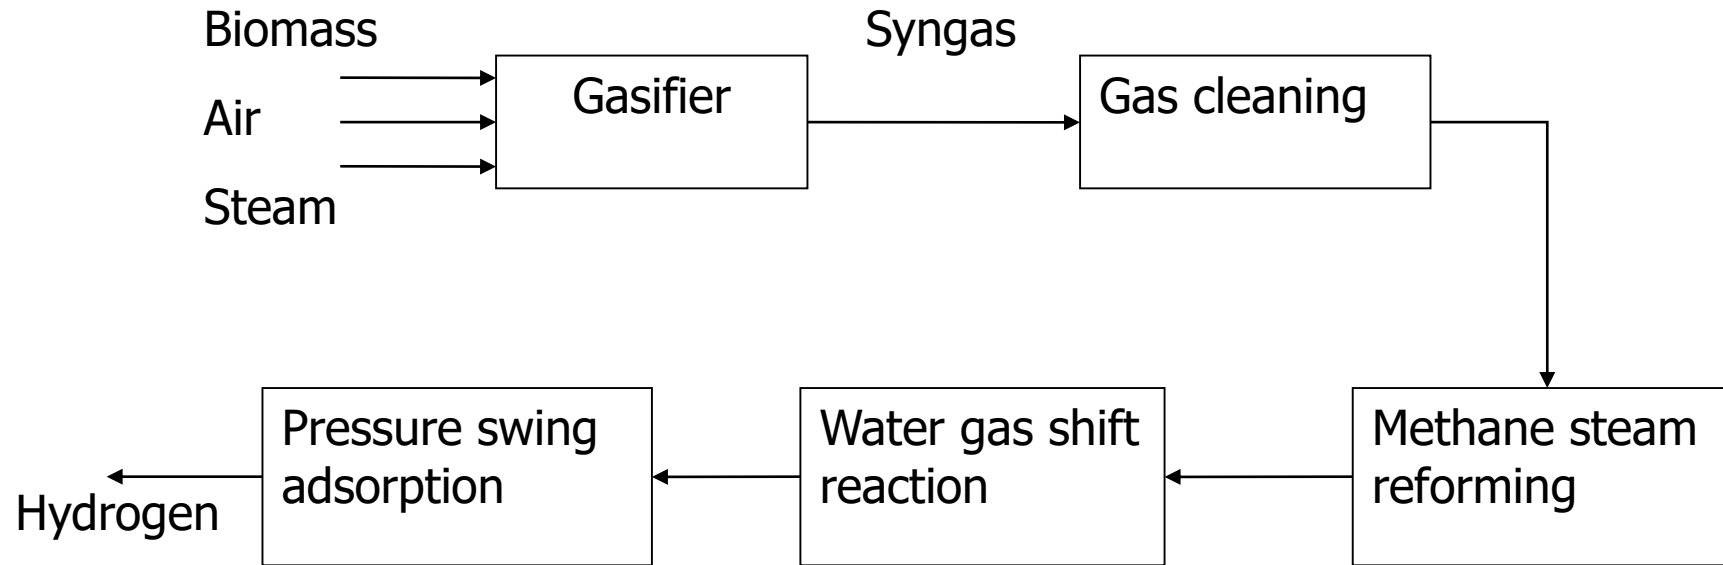 Biomass
Syngas
Gasifier
Gas cleaning
Air
Steam
Pressure swing
adsorption
Water gas shift
reaction
Methane steam
reforming
Hydrogen